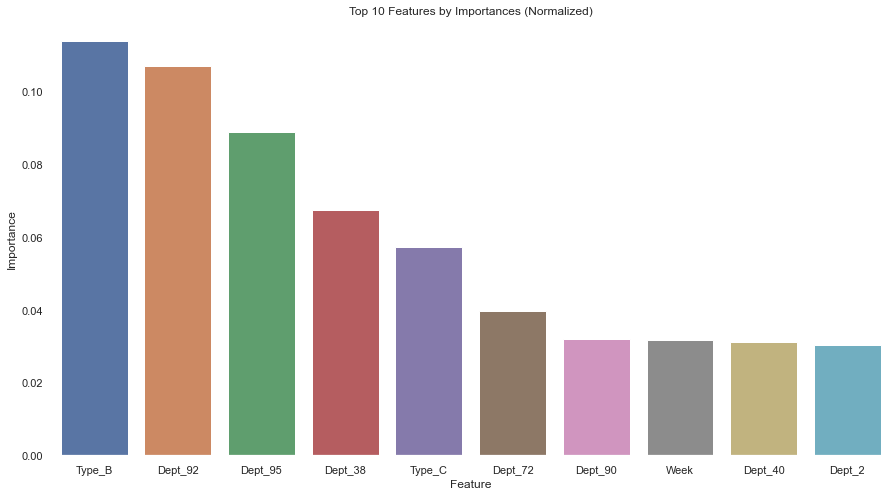 Top 10 Features by Importances (Normalized)
0.10
0.08
0.06
0.04
0.02
0.00
Importance
Type_B Dept_92 Dept_95 Dept_38 Type_C Dept_72 Dept_90 Week Dept_40 Dept_2
Feature